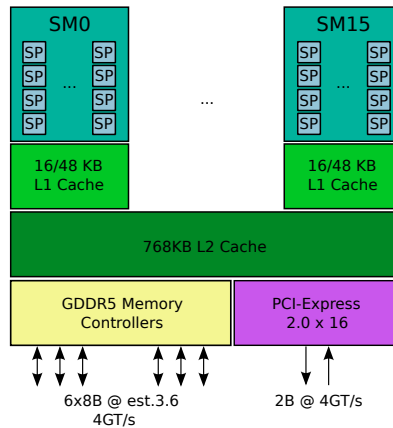 SM0
SM15
SP SP SP SP
SP ... SP SP ... SP
SP SP SP SP
SP SP SP SP
...
16/48 KB
L1 Cache
16/48 KB
L1 Cache
768KB L2 Cache
GDDR5 Memory
Controllers
PCI-Express
2.0 x 16
6x8B @ est.3.6
4GT/s
2B @ 4GT/s